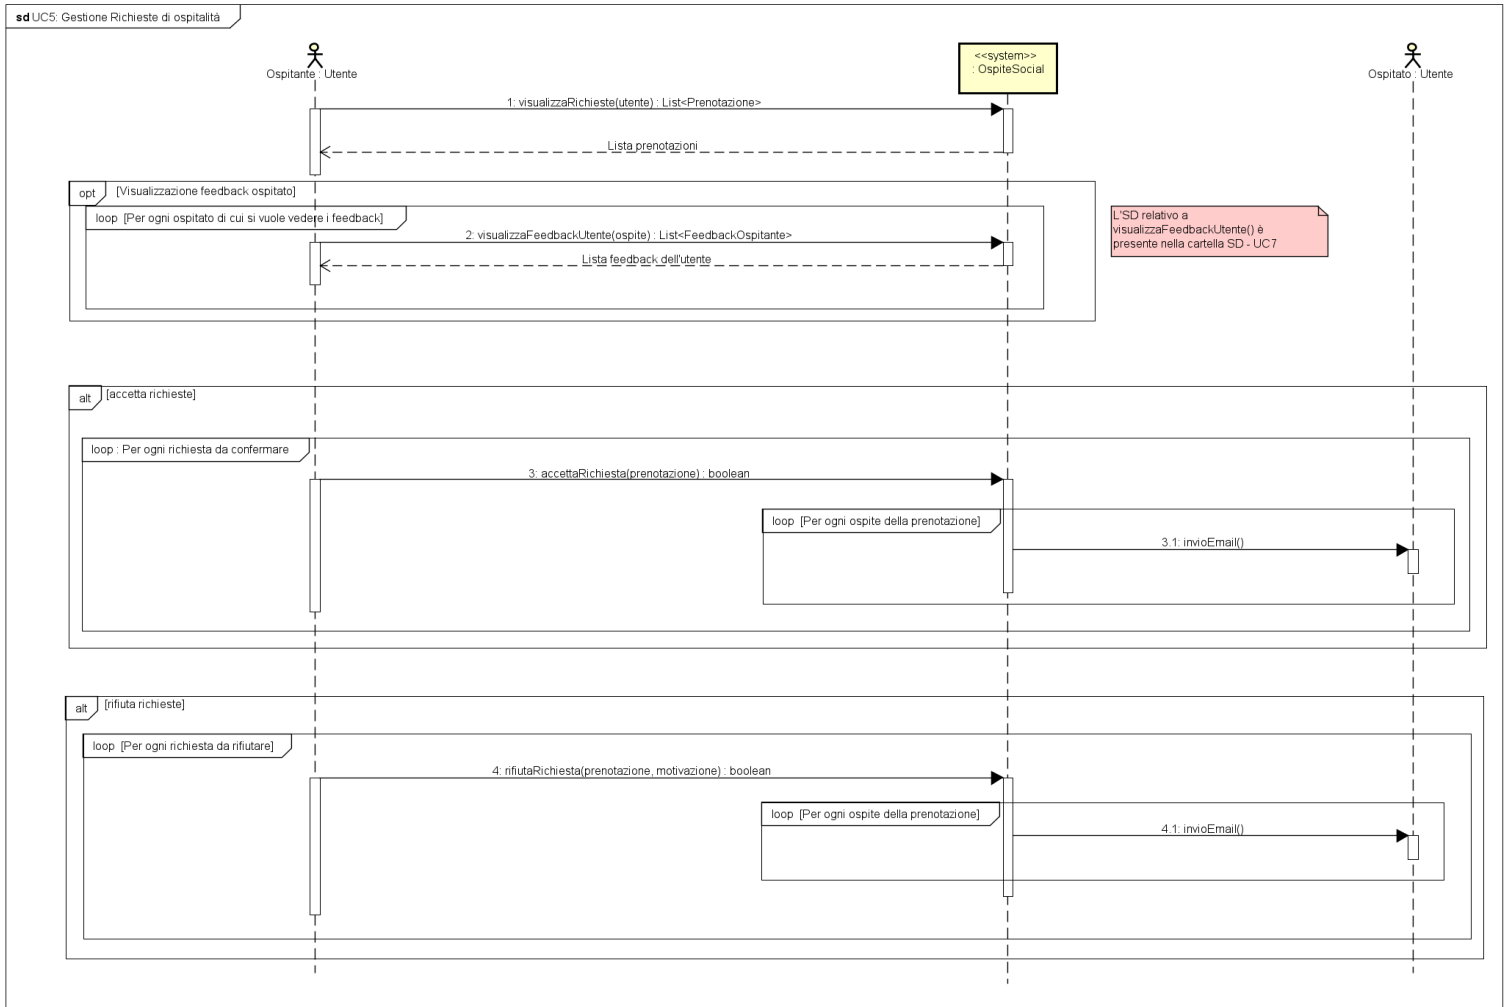 sd UC5: Gestione Richieste di ospitalità
Ospitante : Utente
<<system>>
: OspiteSocial
Ospitato : Utente
1: visualizzaRichieste(utente) : List<Prenotazione>
Lista prenotazioni
opt [Visualizzazione feedback ospitato]
loop [Per ogni ospitato di cui si vuole vedere i feedback]
L'SD relativo a
visualizzaFeedbackUtente() è
presente nella cartella SD - UC7
2: visualizzaFeedbackUtente(ospite) : List<FeedbackOspitante>
Lista feedback dell'utente
alt [accetta richieste]
loop : Per ogni richiesta da confermare
3: accettaRichiesta(prenotazione) : boolean
loop [Per ogni ospite della prenotazione]
3.1: invioEmail()
alt [rifiuta richieste]
loop [Per ogni richiesta da rifiutare]
4: rifiutaRichiesta(prenotazione, motivazione) : boolean
loop [Per ogni ospite della prenotazione]
4.1: invioEmail()